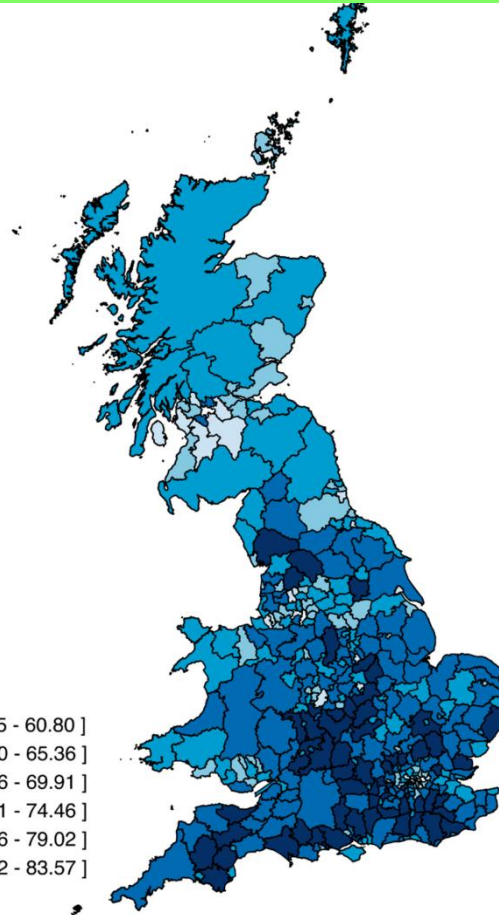 5 - 60.80 ]
0 - 65.36 ]
6 - 69.91 ]
1 - 74.46 ]
6 - 79.02 ]
2 - 83.57 ]